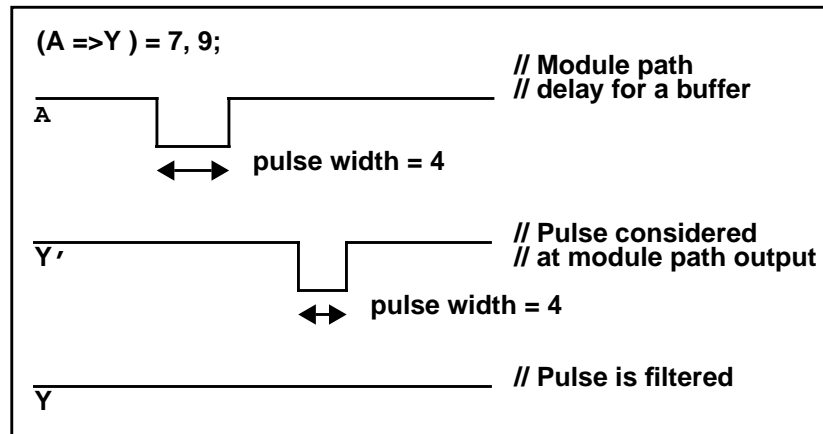 (A =>Y ) = 7, 9;
// Module path
// delay for a buffer
A
pulse width = 4
Y'
// Pulse considered
// at module path output
pulse width = 4
// Pulse is filtered
Y